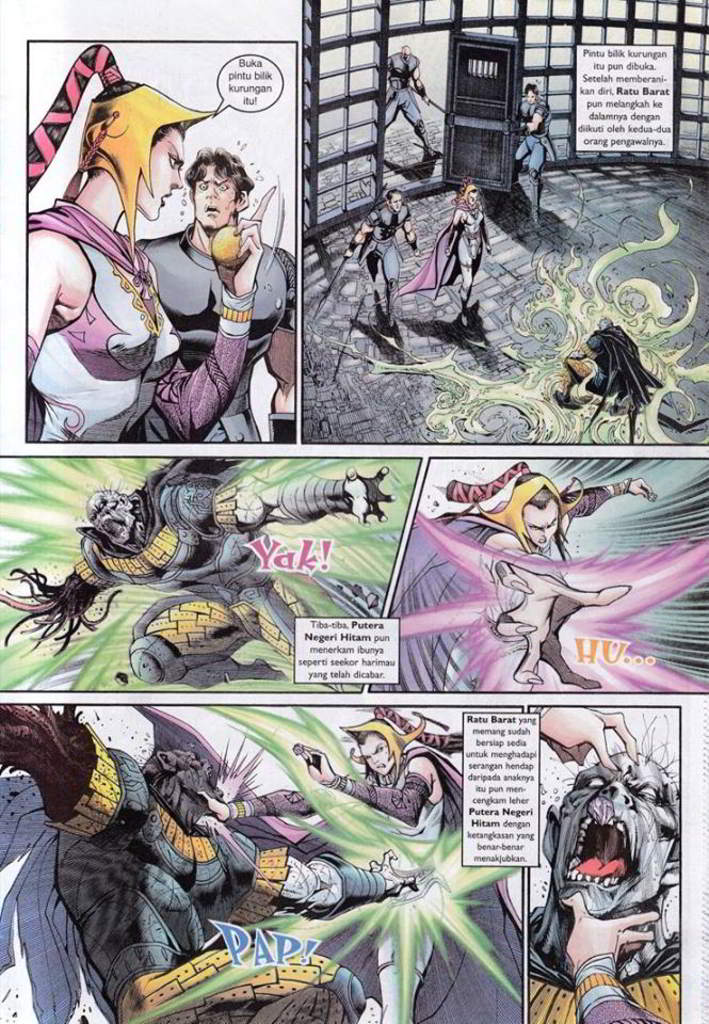 Buka
pintu bilik
kurungan
itu!
Pintu bilik kurungan
itu pun dibuka.
Setelah memberani-
kan diri, Ratu Barat
pun melangkah ke
dalamnya dengan
diikuti oleh kedua-dua
orang pengawalnya.
Yak!
Tiba-tiba, Putera
Negeri Hitam pun
menerkam ibunya
seperti seekor harimau
yang telah dicabar.
HU...
Ratu Barat yang
memang sudah
bersiap sedia
untuk menghadapi
serangan hendap
daripada anaknya
itu pun men-
cengkam leher
Putera Negeri
Hitam dengan
ketangkasan yang
benar-benar
menakjubkan.
PAP!